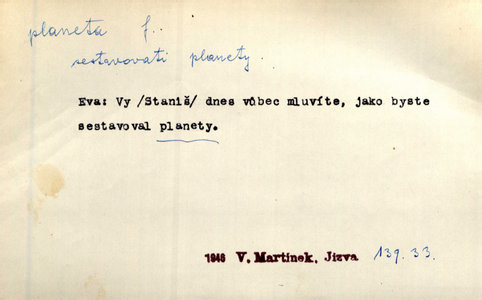 planeta f.
sestavovati planety.
Eva: Vy /Staniš/ dnes vůbec mluvíte, jako byste
sestavoval planety.
1946 V. Martínek, Jizva 139.33.